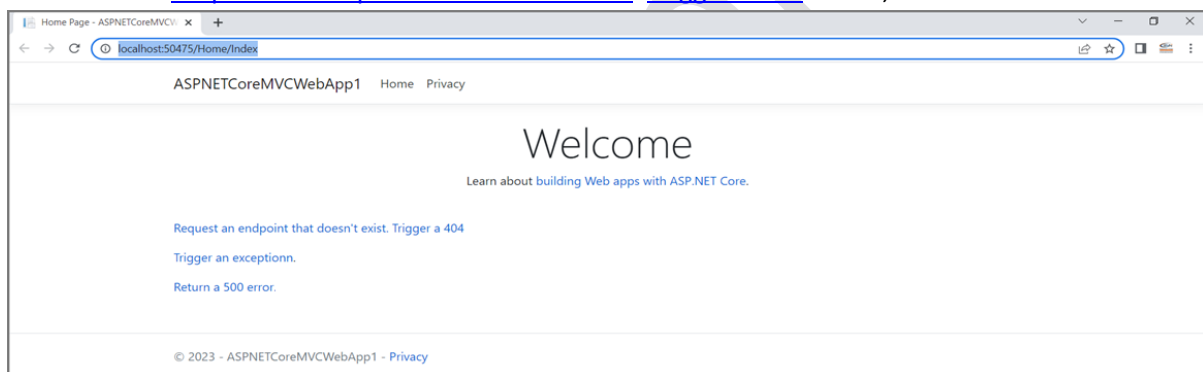 Home Page - ASPNETCoreMVCW
localhost:50475/Home/Index
ASPNETCoreMVCWebApp1 Home Privacy
Welcome
Learn about building Web apps with ASP.NET Core.
Request an endpoint that doesn't exist. Trigger a 404
Trigger an exceptionn.
Return a 500 error.
© 2023 - ASPNETCoreMVCWebApp1 - Privacy